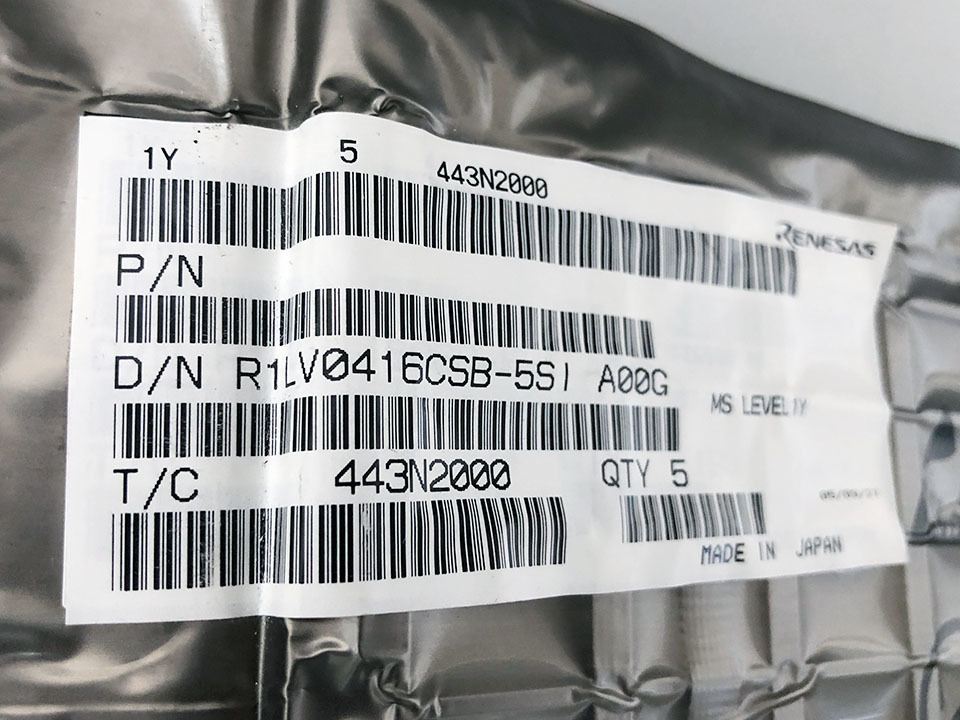 1Y 5 443N2000
RENESAS
P/N
D/N R1LV0416CSB-5SI A00G
MS LEVEL1Y
T/C 443N2000 QTY 5
MADE IN JAPAN